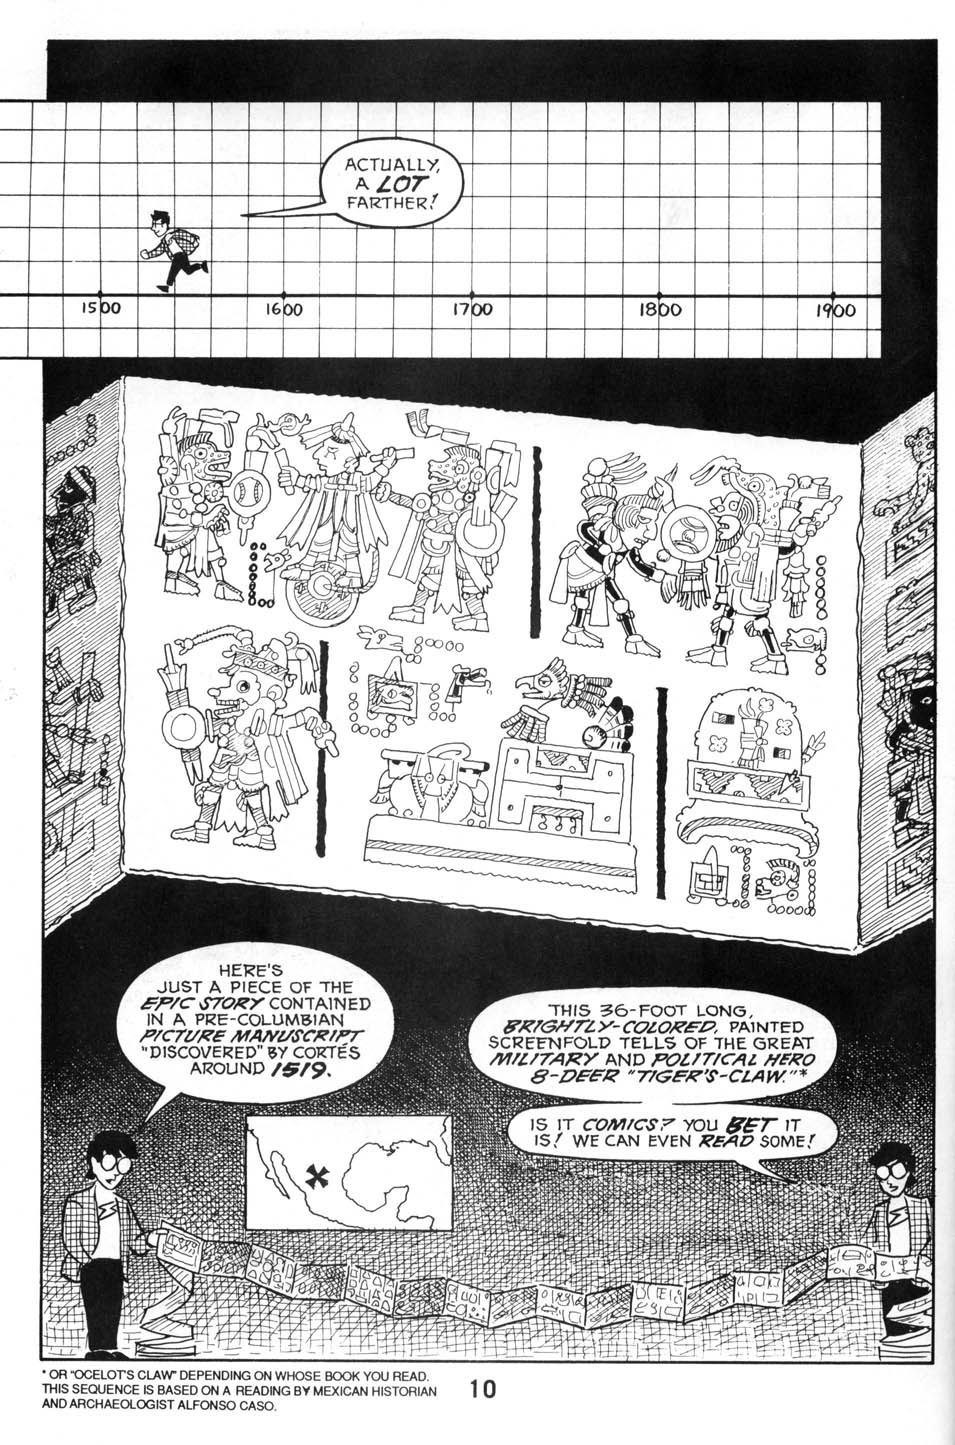 ACTUALLY,
A LOT
FARTHER!
1500 1600 1700 1800 1900
HERE'S
JUST A PIECE OF THE
EPIC STORY CONTAINED
IN A PRE-COLUMBIAN
PICTURE MANUSCRIPT
"DISCOVERED" BY CORTÉS
AROUND 1519.
THIS 36-FOOT LONG,
BRIGHTLY-COLORED, PAINTED
SCREENFOLD TELLS OF THE GREAT
MILITARY AND POLITICAL HERO
8-DEER "TIGER'S-CLAW."*
IS IT COMICS? YOU BET IT
IS! WE CAN EVEN READ SOME!
* OR "OCELOT'S CLAW" DEPENDING ON WHOSE BOOK YOU READ.
THIS SEQUENCE IS BASED ON A READING BY MEXICAN HISTORIAN
AND ARCHAEOLOGIST ALFONSO CASO.
10